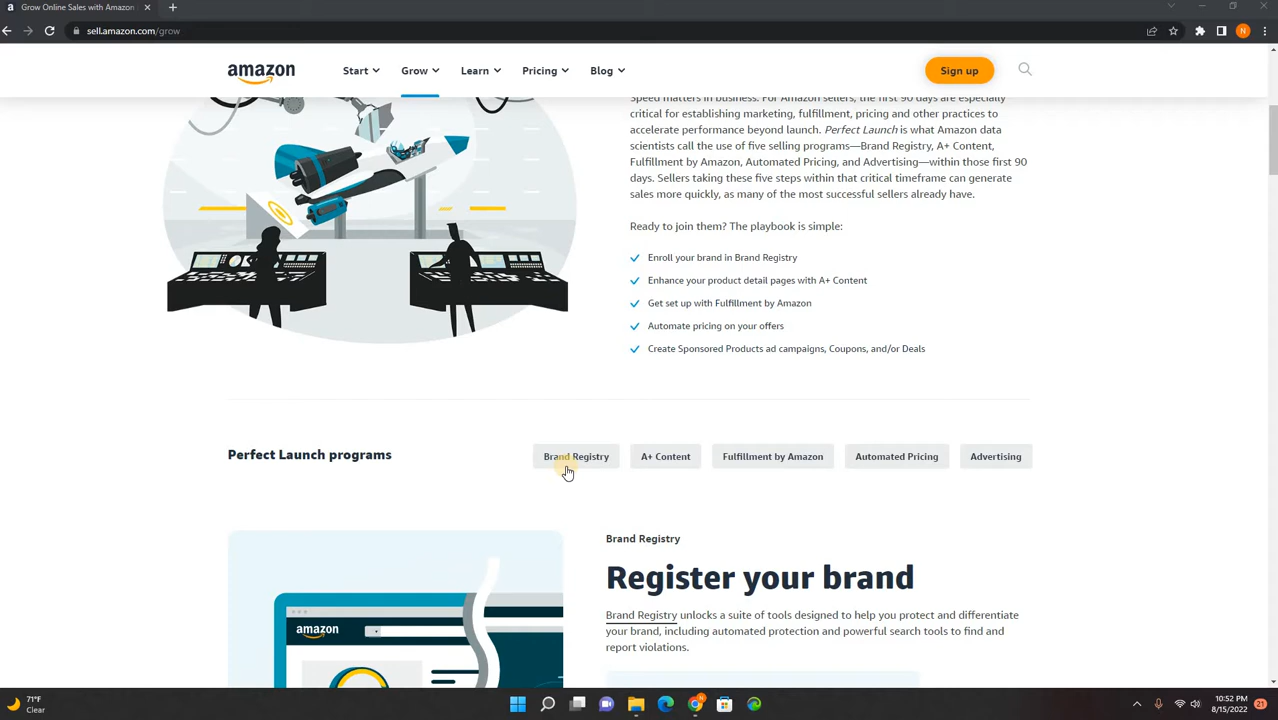 Grow Online Sales with Amazon
sell.amazon.com/grow
N
amazon
Start
Grow
Learn
Pricing
Blog
Sign up
Speed matters in business. For Amazon sellers, the first 90 days are especially
critical for establishing marketing, fulfillment, pricing and other practices to
accelerate performance beyond launch. Perfect Launch is what Amazon data
scientists call the use of five selling programs—Brand Registry, A+ Content,
Fulfillment by Amazon, Automated Pricing, and Advertising—within those first 90
days. Sellers taking these five steps within that critical timeframe can generate
sales more quickly, as many of the most successful sellers already have.
Ready to join them? The playbook is simple:
Enroll your brand in Brand Registry
Enhance your product detail pages with A+ Content
Get set up with Fulfillment by Amazon
Automate pricing on your offers
Create Sponsored Products ad campaigns, Coupons, and/or Deals
Perfect Launch programs
Brand Registry
A+ Content
Fulfillment by Amazon
Automated Pricing
Advertising
Brand Registry
Register your brand
Brand Registry unlocks a suite of tools designed to help you protect and differentiate
your brand, including automated protection and powerful search tools to find and
report violations.
amazon
71°F
Clear
10:52 PM
8/15/2022
21